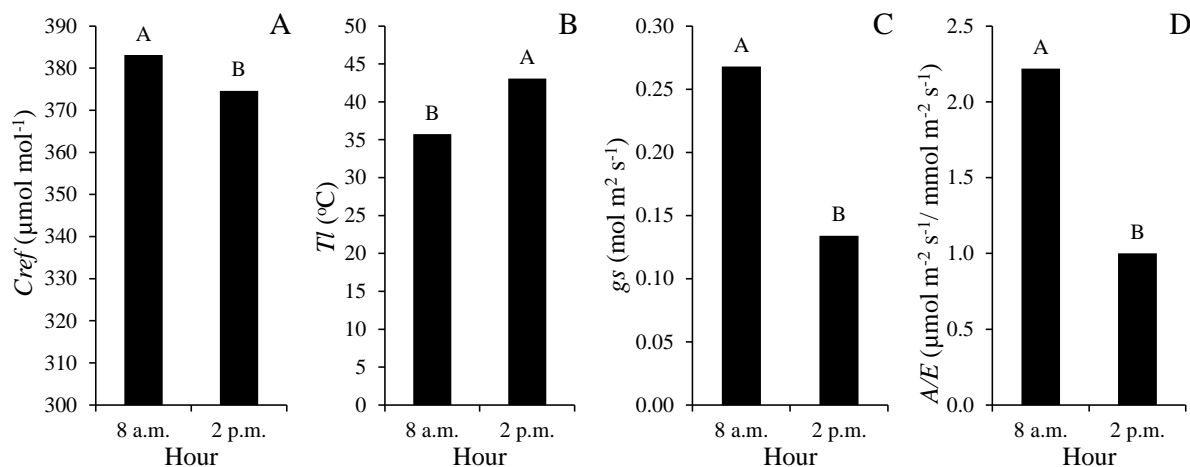 A
390
380
370
360
350
340
330
320
310
300
Cref (µmol mol-1)
A
B
8 a.m. 2 p.m.
Hour
B
50
45
40
35
30
25
20
15
10
5
0
Tl (oC)
B
A
8 a.m. 2 p.m.
Hour
C
0.30
0.25
0.20
0.15
0.10
0.05
0.00
gs (mol m-2 s-1)
A
B
8 a.m. 2 p.m.
Hour
D
2.5
2.0
1.5
1.0
0.5
0.0
A/E (µmol m-2 s-1/ mmol m-2 s-1)
A
B
8 a.m. 2 p.m.
Hour